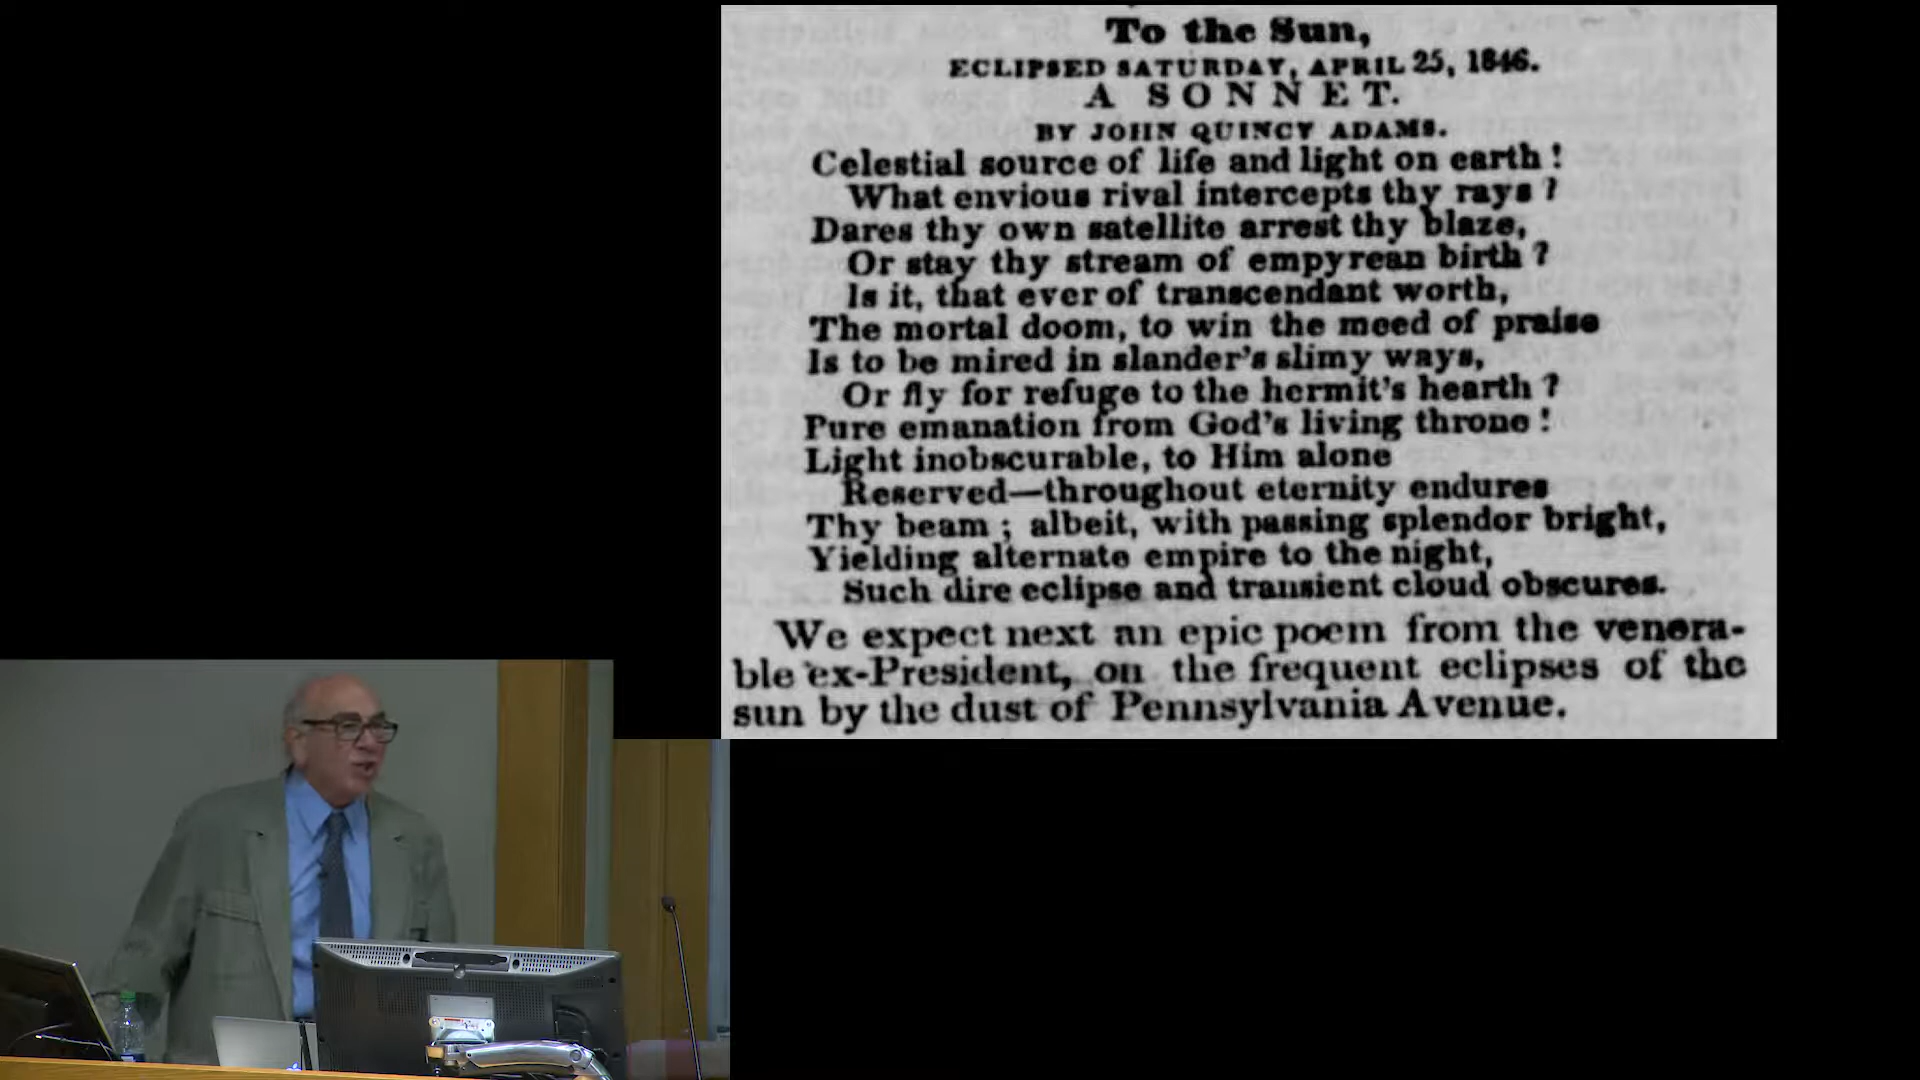 To the Sun,
ECLIPSED SATURDAY, APRIL 25, 1846.
A SONNET.
BY JOHN QUINCY ADAMS.
Celestial source of life and light on earth!
What envious rival intercepts thy rays?
Dares thy own satellite arrest thy blaze,
Or stay thy stream of empyrean birth?
Is it, that ever of transcendant worth,
The mortal doom, to win the meed of praise
Is to be mired in slander's slimy ways,
Or fly for refuge to the hermit's hearth?
Pure emanation from God's living throne!
Light inobscurable, to Him alone
Reserved—throughout eternity endures
Thy beam; albeit, with passing splendor bright,
Yielding alternate empire to the night,
Such dire eclipse and transient cloud obscures.
We expect next an epic poem from the venera-
ble ex-President, on the frequent eclipses of the
sun by the dust of Pennsylvania Avenue.